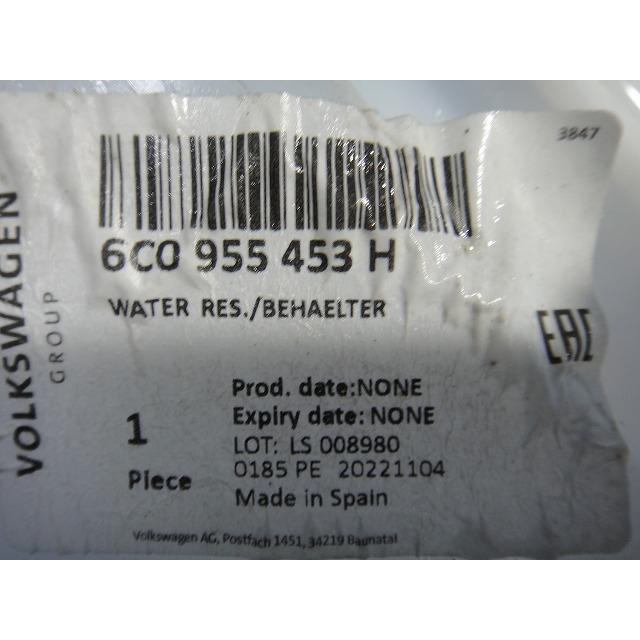 3847
VOLKSWAGEN
GROUP
6C0 955 453 H
WATER RES./BEHAELTER
EAC
1
Piece
Prod. date:NONE
Expiry date: NONE
LOT: LS 008980
0185 PE 20221104
Made in Spain
Volkswagen AG, Postfach 1451, 34219 Baunatal